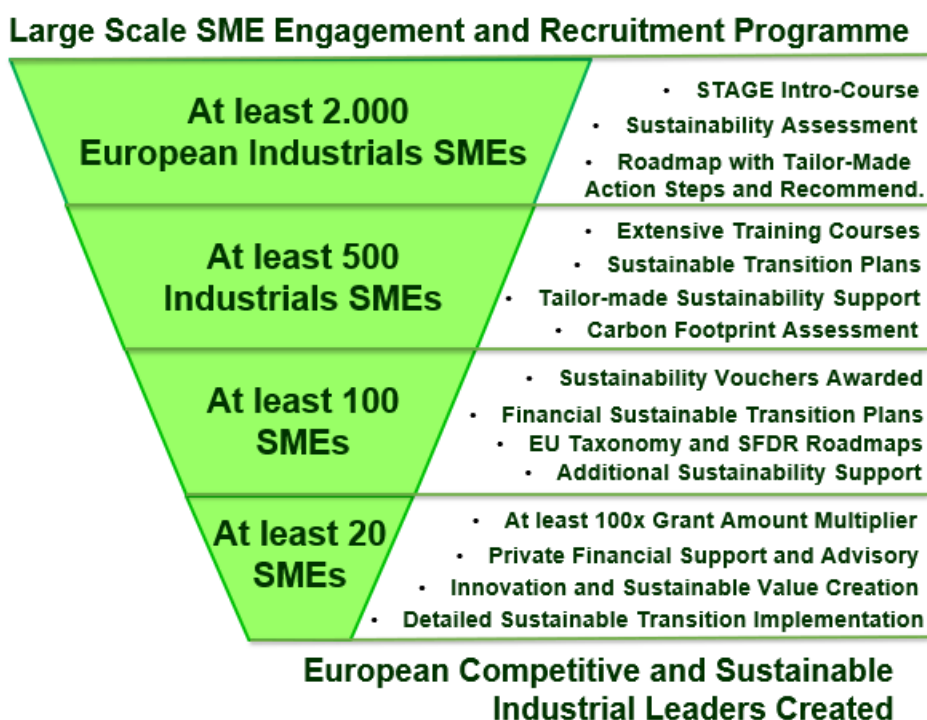 Large Scale SME Engagement and Recruitment Programme
At least 2.000
European Industrials SMEs
• STAGE Intro-Course
• Sustainability Assessment
• Roadmap with Tailor-Made
Action Steps and Recommend.
At least 500
Industrials SMEs
• Extensive Training Courses
• Sustainable Transition Plans
• Tailor-made Sustainability Support
• Carbon Footprint Assessment
At least 100
SMEs
• Sustainability Vouchers Awarded
• Financial Sustainable Transition Plans
• EU Taxonomy and SFDR Roadmaps
• Additional Sustainability Support
At least 20
SMEs
• At least 100x Grant Amount Multiplier
• Private Financial Support and Advisory
• Innovation and Sustainable Value Creation
• Detailed Sustainable Transition Implementation
European Competitive and Sustainable
Industrial Leaders Created